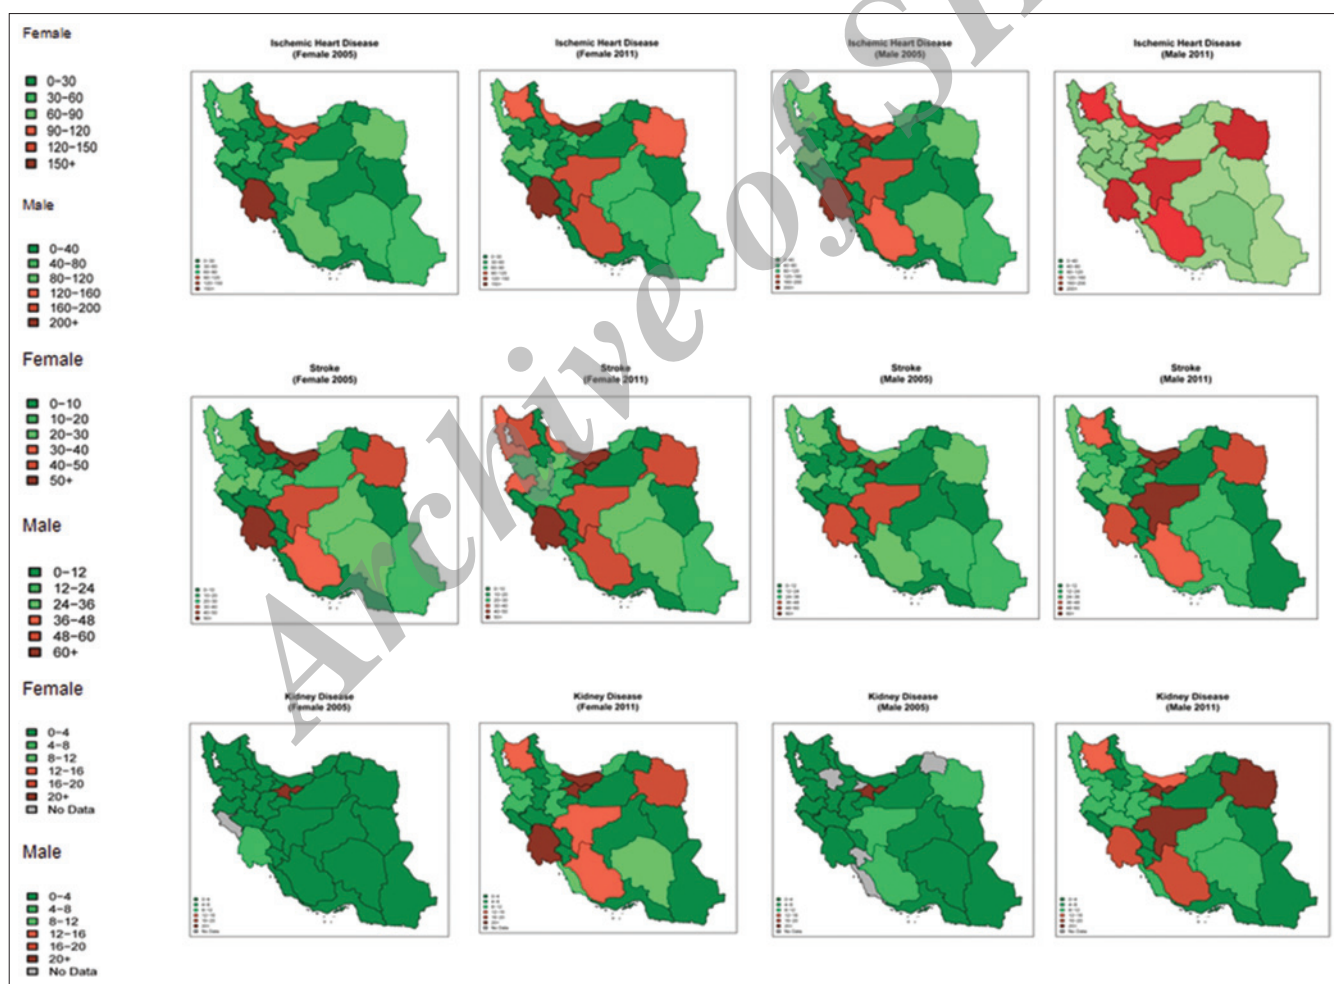 Female
0-30
30-60
60-90
90-120
120-150
150+
Male
0-40
40-80
80-120
120-160
160-200
200+
Female
0-10
10-20
20-30
30-40
40-50
50+
Male
0-12
12-24
24-36
36-48
48-60
60+
Female
0-4
4-8
8-12
12-16
16-20
20+
No Data
Male
0-4
4-8
8-12
12-16
16-20
20+
No Data
Ischemic Heart Disease
(Female 2005)
Ischemic Heart Disease
(Female 2011)
Ischemic Heart Disease
(Male 2005)
Ischemic Heart Disease
(Male 2011)
Stroke
(Female 2005)
Stroke
(Female 2011)
Stroke
(Male 2005)
Stroke
(Male 2011)
Kidney Disease
(Female 2005)
Kidney Disease
(Female 2011)
Kidney Disease
(Male 2005)
Kidney Disease
(Male 2011)
Archive of